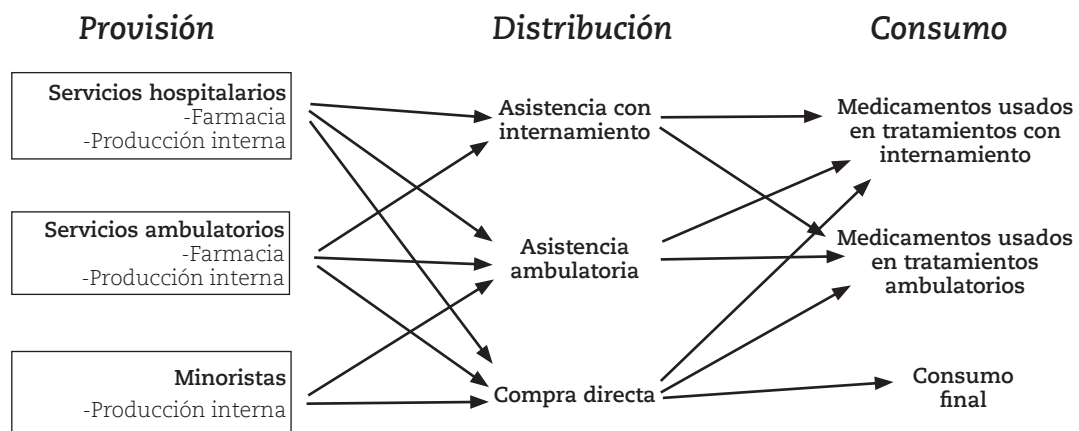 Provisión
Distribución
Consumo
Servicios hospitalarios
-Farmacia
-Producción interna
Asistencia con
internamiento
Medicamentos usados
en tratamientos con
internamiento
Servicios ambulatorios
-Farmacia
-Producción interna
Asistencia
ambulatoria
Medicamentos usados
en tratamientos
ambulatorios
Minoristas
-Producción interna
Compra directa
Consumo
final